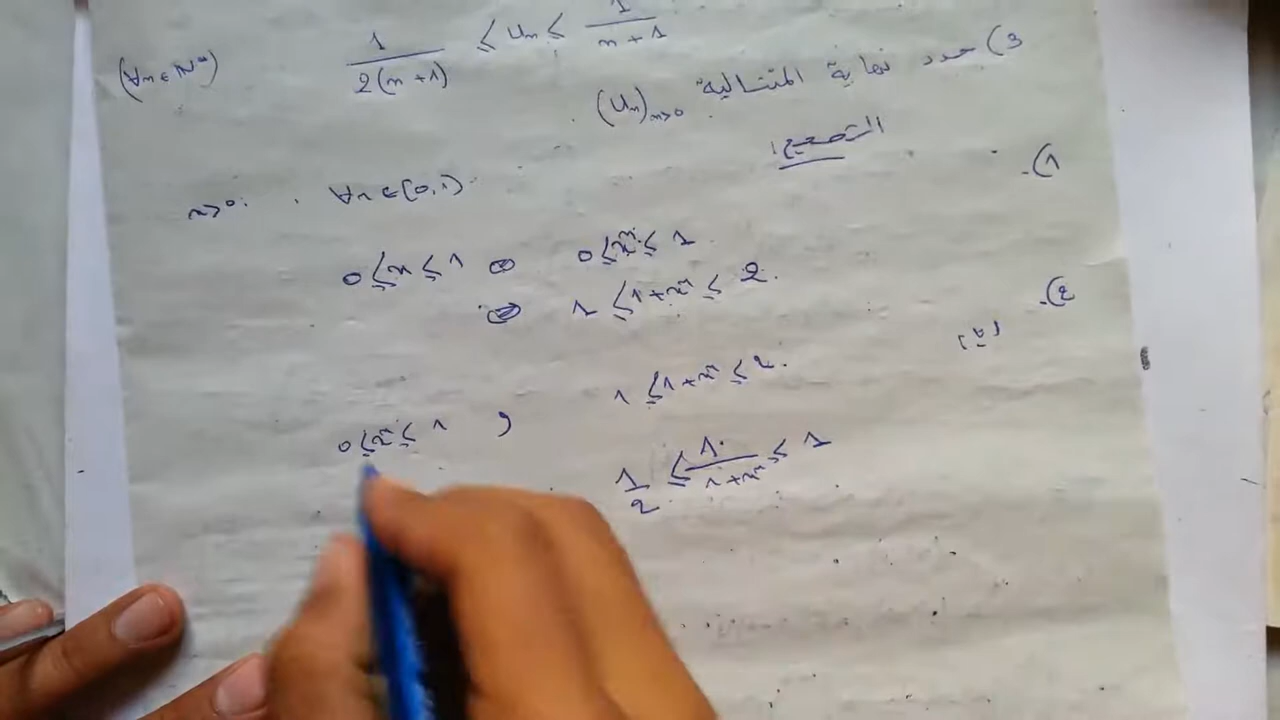 (∀n∈ℕ*) 1/(2(n+1)) ≤ Uₙ ≤ 1/(n+1)
3) حدد نهاية المتتالية (Uₙ)ₙ>₀.
التصحيح:
1). ∀x∈[0,1]. n>0.
0≤x≤1 ⇔ 0≤xⁿ≤1
⇔ 1≤1+xⁿ≤2.
2).
لدينا 1≤1+xⁿ≤2.
0≤xⁿ≤1 , 1/2 ≤ 1/(1+xⁿ) ≤ 1